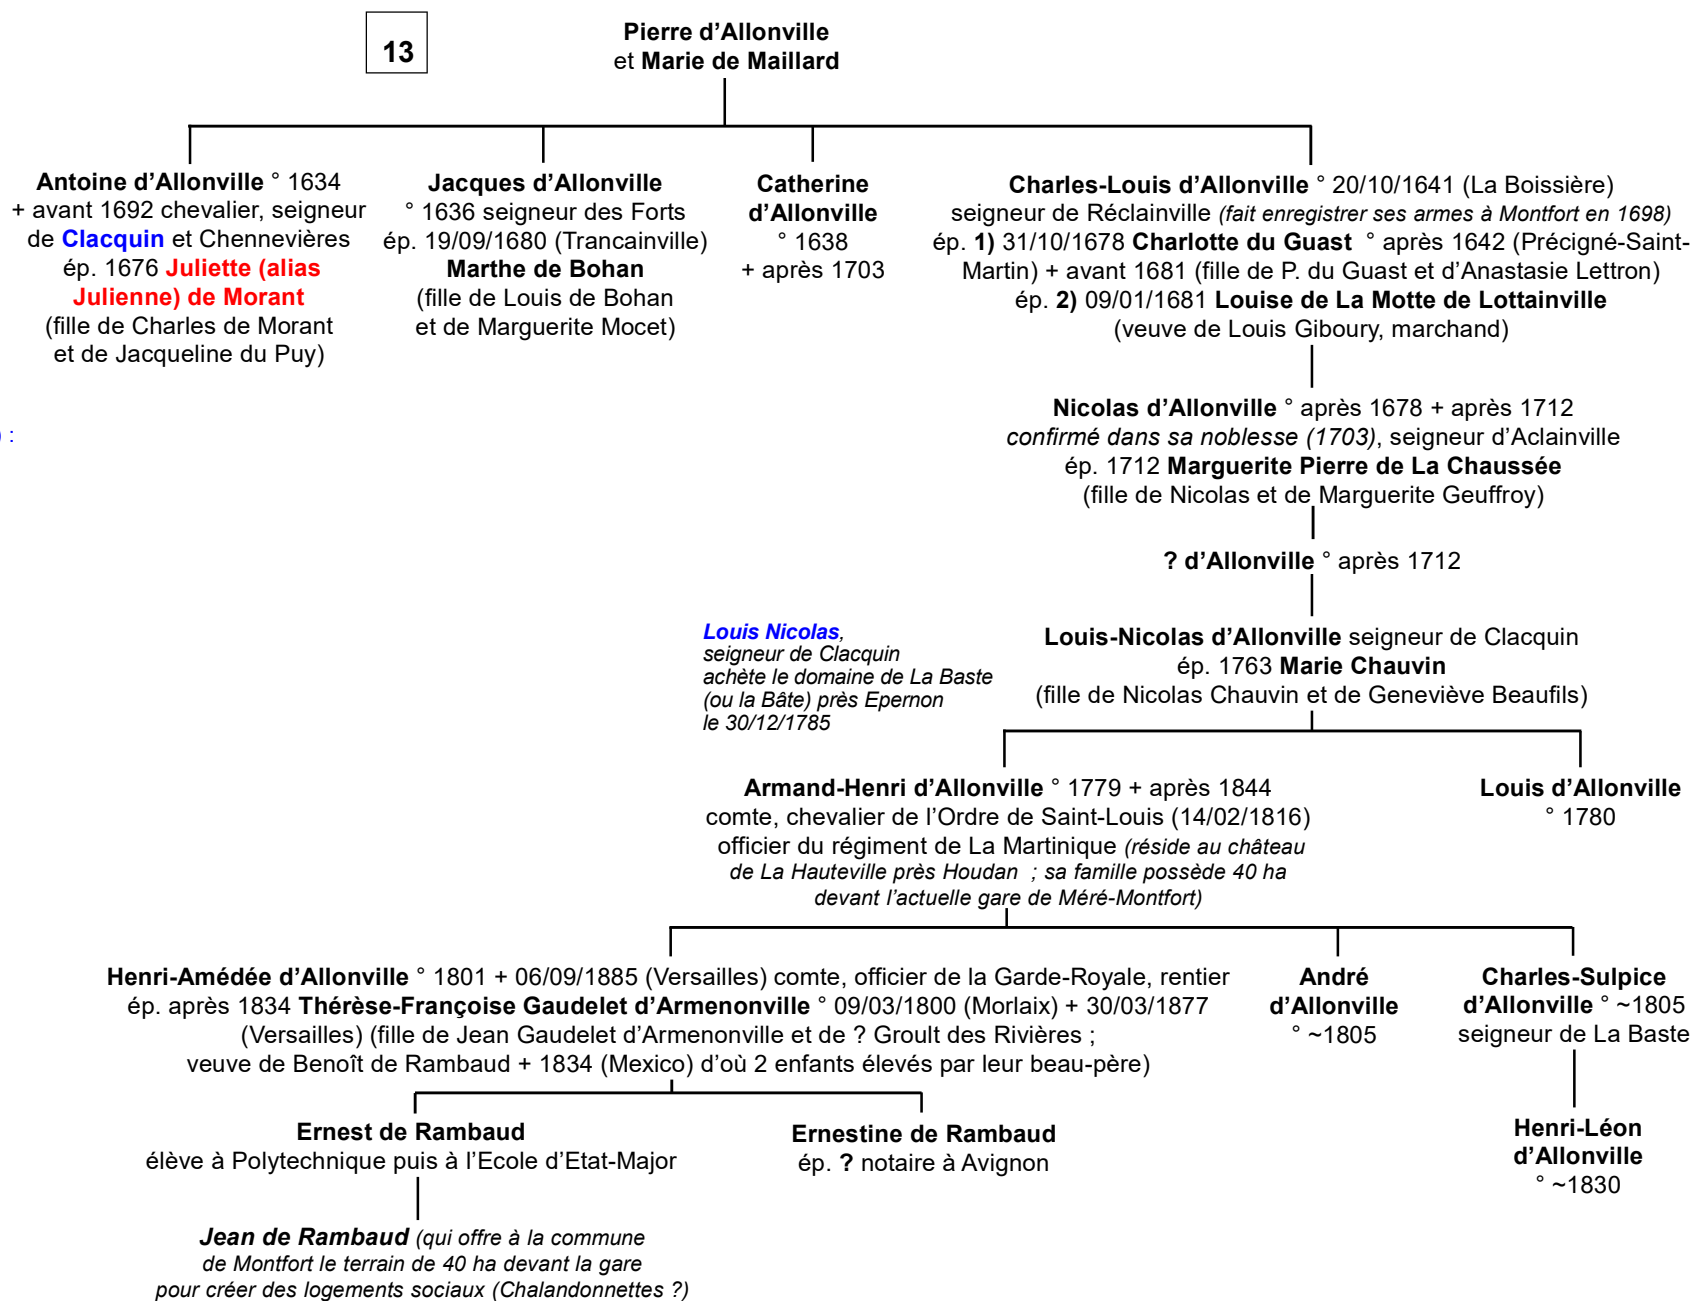 13
Pierre d’Allonville
et Marie de Maillard
Antoine d’Allonville ° 1634
+ avant 1692 chevalier, seigneur
de Clacquin et Chennevières
ép. 1676 Juliette (alias
Julienne) de Morant
(fille de Charles de Morant
et de Jacqueline du Puy)
Jacques d’Allonville
° 1636 seigneur des Forts
ép. 19/09/1680 (Trancainville)
Marthe de Bohan
(fille de Louis de Bohan
et de Marguerite Mocet)
Catherine
d’Allonville
° 1638
+ après 1703
Charles-Louis d’Allonville ° 20/10/1641 (La Boissière)
seigneur de Réclainville (fait enregistrer ses armes à Montfort en 1698)
ép. 1) 31/10/1678 Charlotte du Guast ° après 1642 (Précigné-Saint-
Martin) + avant 1681 (fille de P. du Guast et d’Anastasie Lettron)
ép. 2) 09/01/1681 Louise de La Motte de Lottainville
(veuve de Louis Giboury, marchand)
) :
Nicolas d’Allonville ° après 1678 + après 1712
confirmé dans sa noblesse (1703), seigneur d’Aclainville
ép. 1712 Marguerite Pierre de La Chaussée
(fille de Nicolas et de Marguerite Geuffroy)
? d’Allonville ° après 1712
Louis Nicolas,
seigneur de Clacquin
achète le domaine de La Baste
(ou la Bâte) près Epernon
le 30/12/1785
Louis-Nicolas d’Allonville seigneur de Clacquin
ép. 1763 Marie Chauvin
(fille de Nicolas Chauvin et de Geneviève Beaufils)
Armand-Henri d’Allonville ° 1779 + après 1844
comte, chevalier de l’Ordre de Saint-Louis (14/02/1816)
officier du régiment de La Martinique (réside au château
de La Hauteville près Houdan ; sa famille possède 40 ha
devant l’actuelle gare de Méré-Montfort)
Louis d’Allonville
° 1780
Henri-Amédée d’Allonville ° 1801 + 06/09/1885 (Versailles) comte, officier de la Garde-Royale, rentier
ép. après 1834 Thérèse-Françoise Gaudelet d’Armenonville ° 09/03/1800 (Morlaix) + 30/03/1877
(Versailles) (fille de Jean Gaudelet d’Armenonville et de ? Groult des Rivières ;
veuve de Benoît de Rambaud + 1834 (Mexico) d’où 2 enfants élevés par leur beau-père)
André
d’Allonville
° ~1805
Charles-Sulpice
d’Allonville ° ~1805
seigneur de La Baste
Ernest de Rambaud
élève à Polytechnique puis à l’Ecole d’Etat-Major
Ernestine de Rambaud
ép. ? notaire à Avignon
Henri-Léon
d’Allonville
° ~1830
Jean de Rambaud (qui offre à la commune
de Montfort le terrain de 40 ha devant la gare
pour créer des logements sociaux (Chalandonnettes ?)